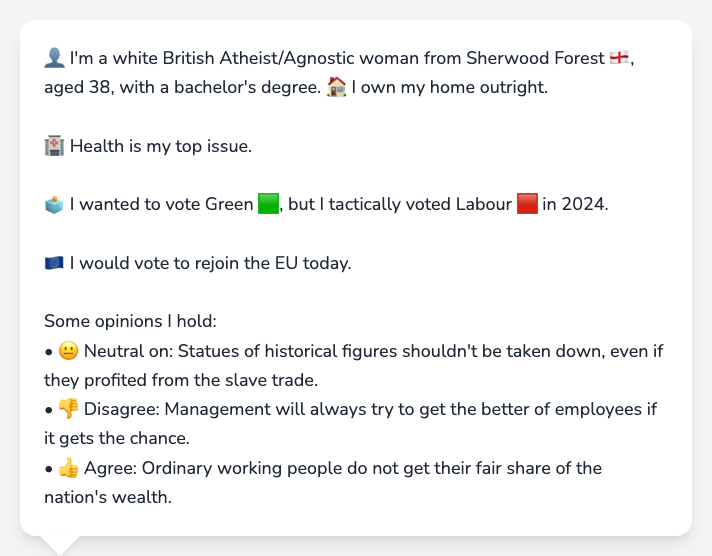 👤 I'm a white British Atheist/Agnostic woman from Sherwood Forest 🏴󠁧󠁢󠁥󠁮󠁧󠁿,
aged 38, with a bachelor's degree. 🏠 I own my home outright.
🏥 Health is my top issue.
🗳️ I wanted to vote Green 🟩, but I tactically voted Labour 🟥 in 2024.
🇪🇺 I would vote to rejoin the EU today.
Some opinions I hold:
• 😐 Neutral on: Statues of historical figures shouldn't be taken down, even if
they profited from the slave trade.
• 👎 Disagree: Management will always try to get the better of employees if
it gets the chance.
• 👍 Agree: Ordinary working people do not get their fair share of the
nation's wealth.